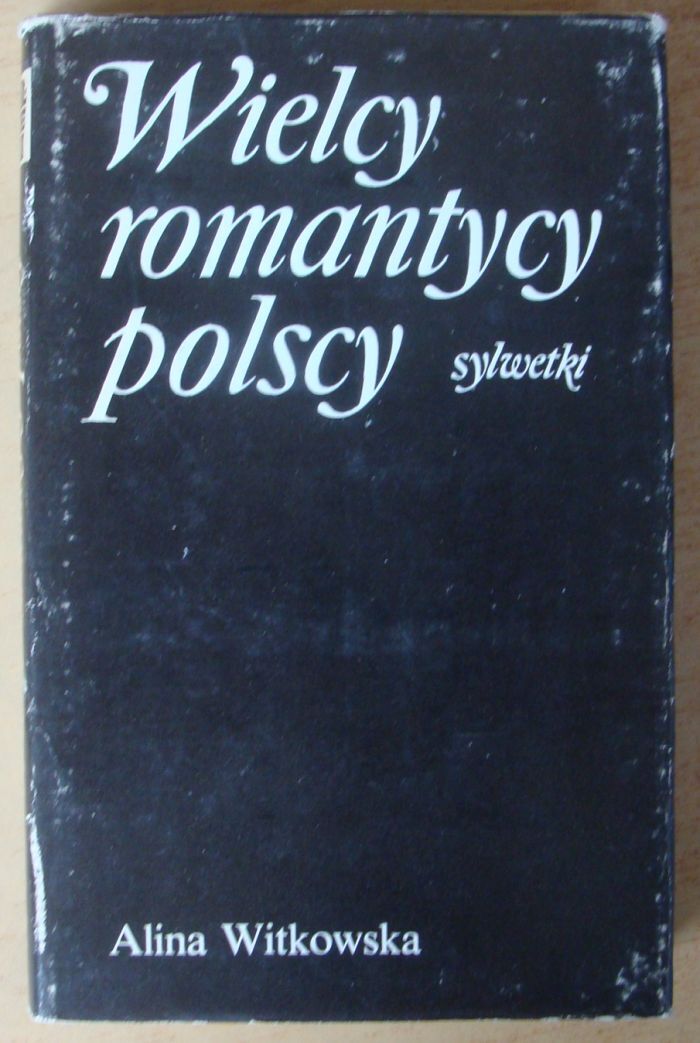 Wielcy
romantycy
polscy sylwetki
Alina Witkowska